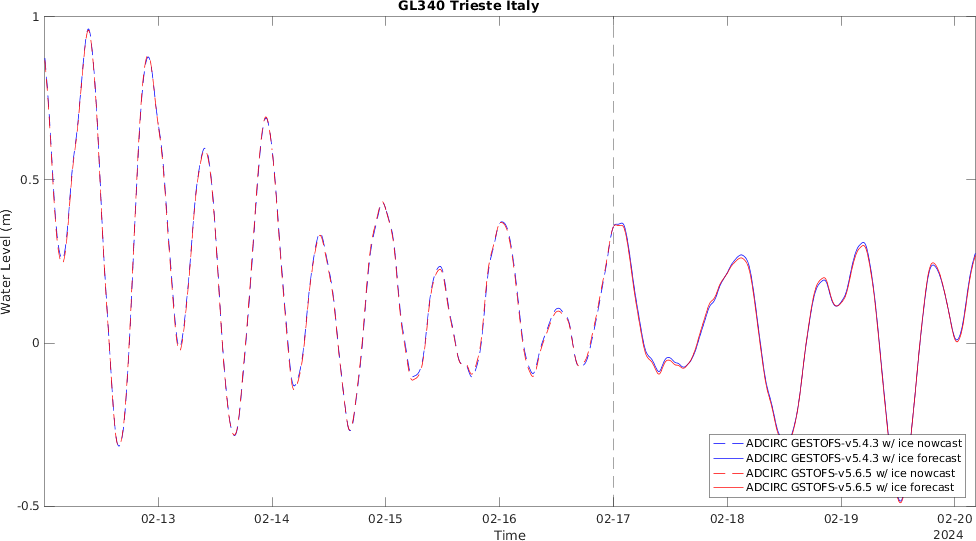 GL340 Trieste Italy
1
0.5
0
-0.5
Water Level (m)
02-13 02-14 02-15 02-16 02-17 02-18 02-19 02-20
2024
Time
ADCIRC GESTOFS-v5.4.3 w/ ice nowcast
ADCIRC GESTOFS-v5.4.3 w/ ice forecast
ADCIRC GSTOFS-v5.6.5 w/ ice nowcast
ADCIRC GSTOFS-v5.6.5 w/ ice forecast